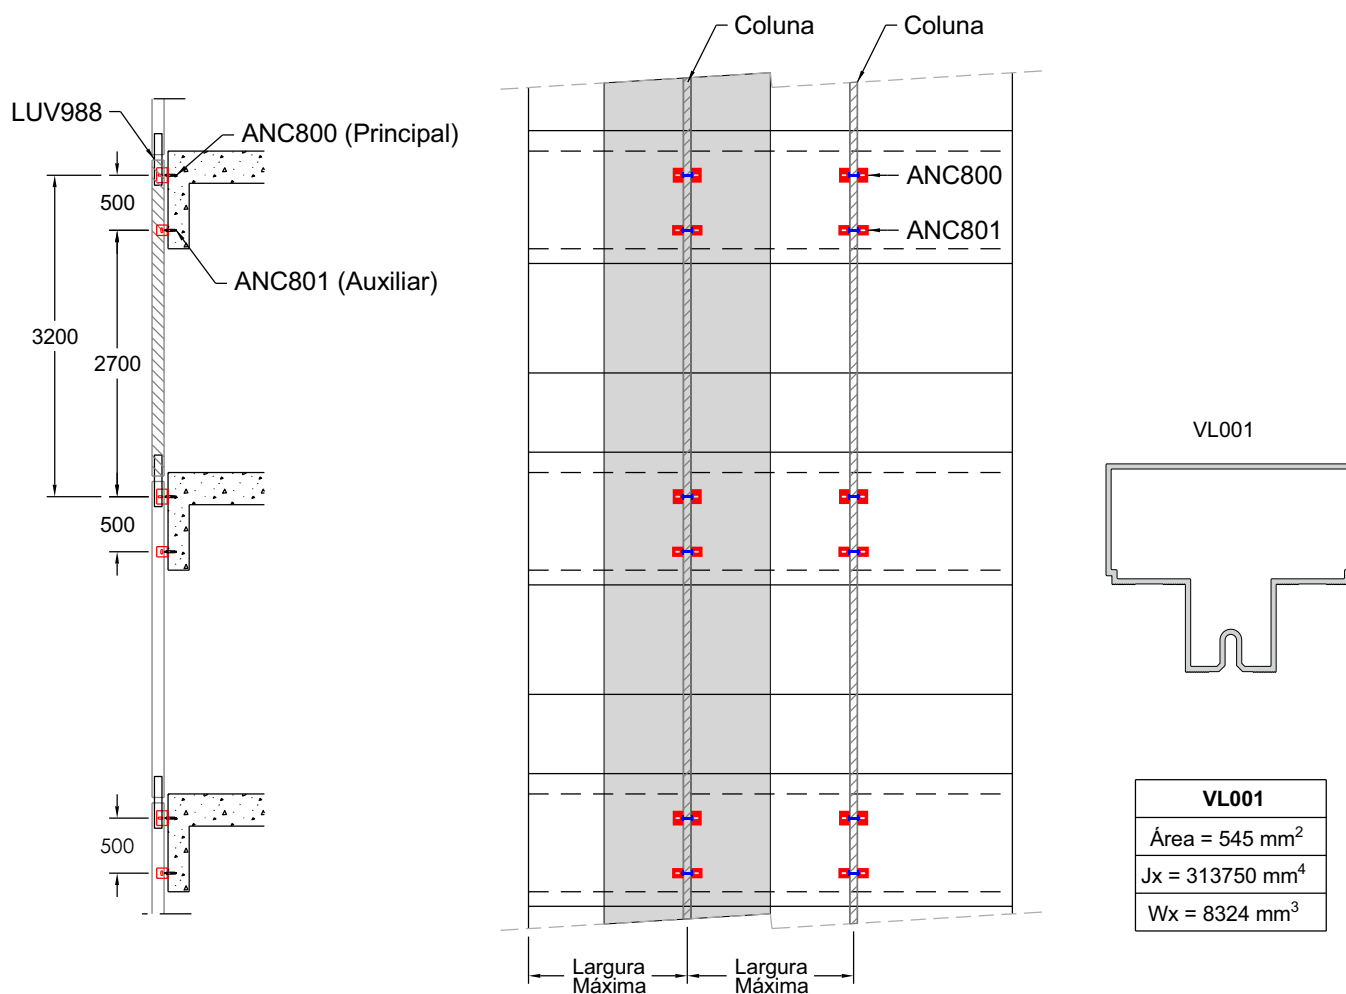 Coluna
Coluna
LUV988
ANC800 (Principal)
500
ANC800
ANC801
ANC801 (Auxiliar)
3200
2700
500
VL001
500
VL001
Área = 545 mm²
Jx = 313750 mm⁴
Wx = 8324 mm³
Largura
Máxima
Largura
Máxima